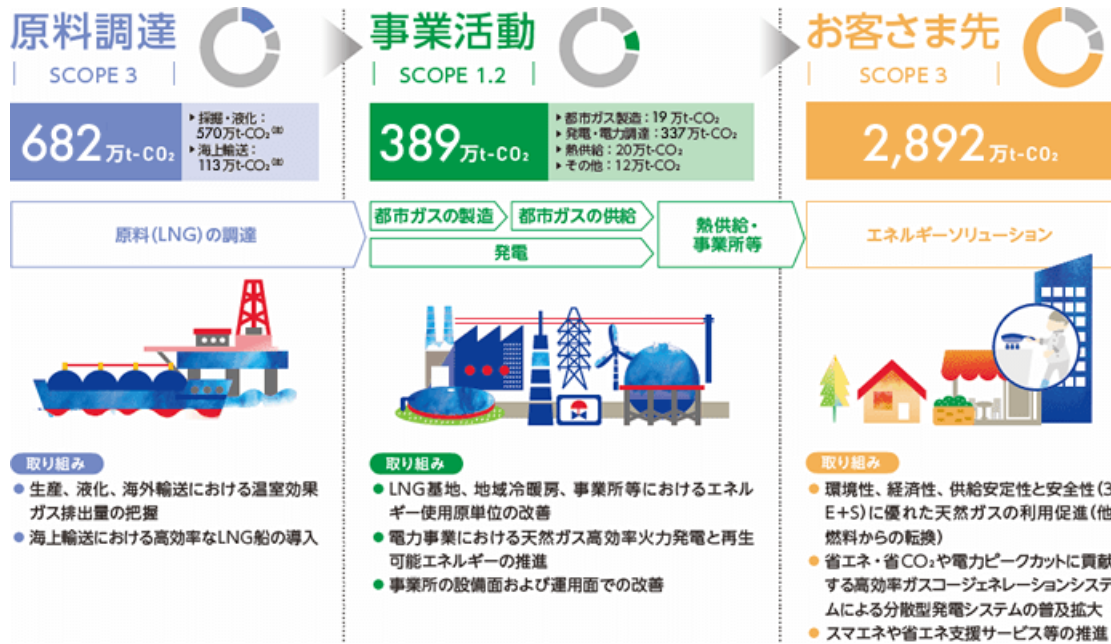 原料調達
SCOPE 3
682万t-CO₂
▶採掘・液化：
570万t-CO₂(※)
▶海上輸送：
113万t-CO₂(※)
原料(LNG)の調達
取り組み
● 生産、液化、海外輸送における温室効果
ガス排出量の把握
● 海上輸送における高効率なLNG船の導入
事業活動
SCOPE 1.2
389万t-CO₂
▶都市ガス製造：19万t-CO₂
▶発電・電力調達：337万t-CO₂
▶熱供給：20万t-CO₂
▶その他：12万t-CO₂
都市ガスの製造
都市ガスの供給
発電
熱供給・
事業所等
取り組み
● LNG基地、地域冷暖房、事業所等におけるエネル
ギー使用原単位の改善
● 電力事業における天然ガス高効率火力発電と再生
可能エネルギーの推進
● 事業所の設備面および運用面での改善
お客さま先
SCOPE 3
2,892万t-CO₂
エネルギーソリューション
取り組み
● 環境性、経済性、供給安定性と安全性(3
E+S)に優れた天然ガスの利用促進(他
燃料からの転換)
● 省エネ・省CO₂や電力ピークカットに貢献
する高効率ガスコージェネレーションシステ
ムによる分散型発電システムの普及拡大
● スマエネや省エネ支援サービス等の推進